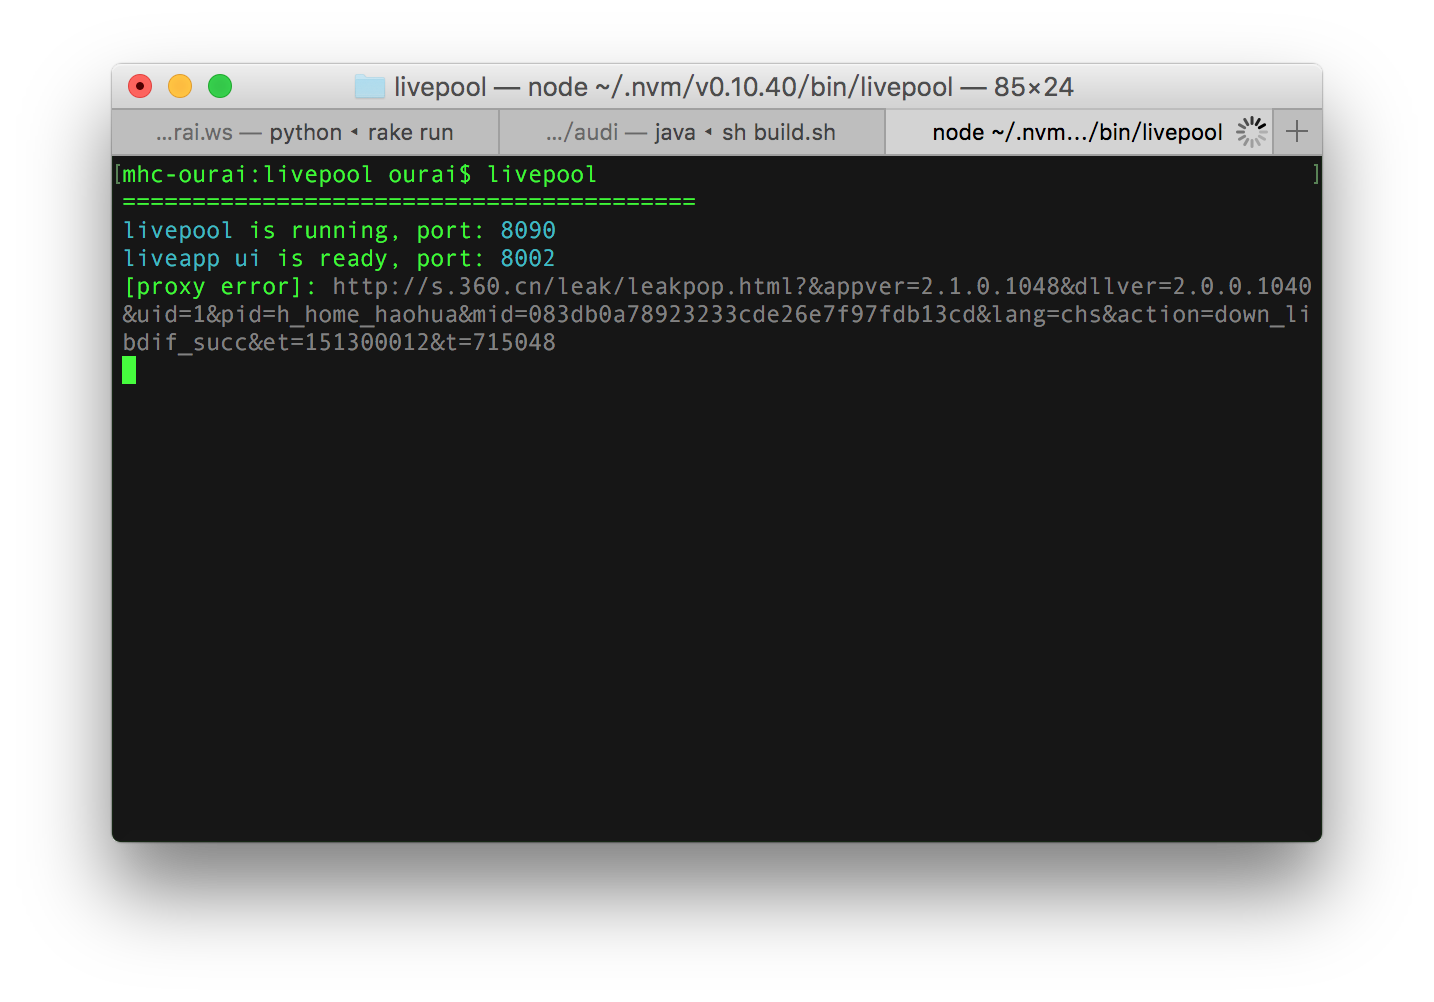 livepool — node ~/.nvm/v0.10.40/bin/livepool — 85×24
...rai.ws — python ◂ rake run
.../audi — java ◂ sh build.sh
node ~/.nvm.../bin/livepool
[mhc-ourai:livepool ourai$ livepool ]
=========================================
livepool is running, port: 8090
liveapp ui is ready, port: 8002
[proxy error]: http://s.360.cn/leak/leakpop.html?&appver=2.1.0.1048&dllver=2.0.0.1040
&uid=1&pid=h_home_haohua&mid=083db0a78923233cde26e7f97fdb13cd&lang=chs&action=down_li
bdif_succ&et=151300012&t=715048